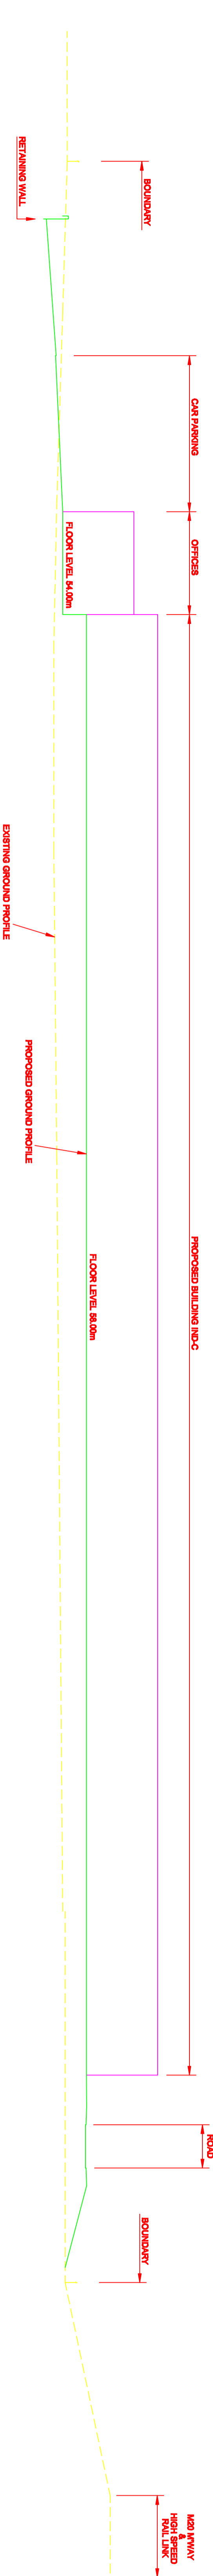 BOUNDARY
RETAINING WALL
CAR PARKING
OFFICES
FLOOR LEVEL 54.00m
EXISTING GROUND PROFILE
PROPOSED GROUND PROFILE
PROPOSED BUILDING IND-C
FLOOR LEVEL 58.00m
ROAD
BOUNDARY
M20 M'WAY
&
HIGH SPEED
RAIL LINK